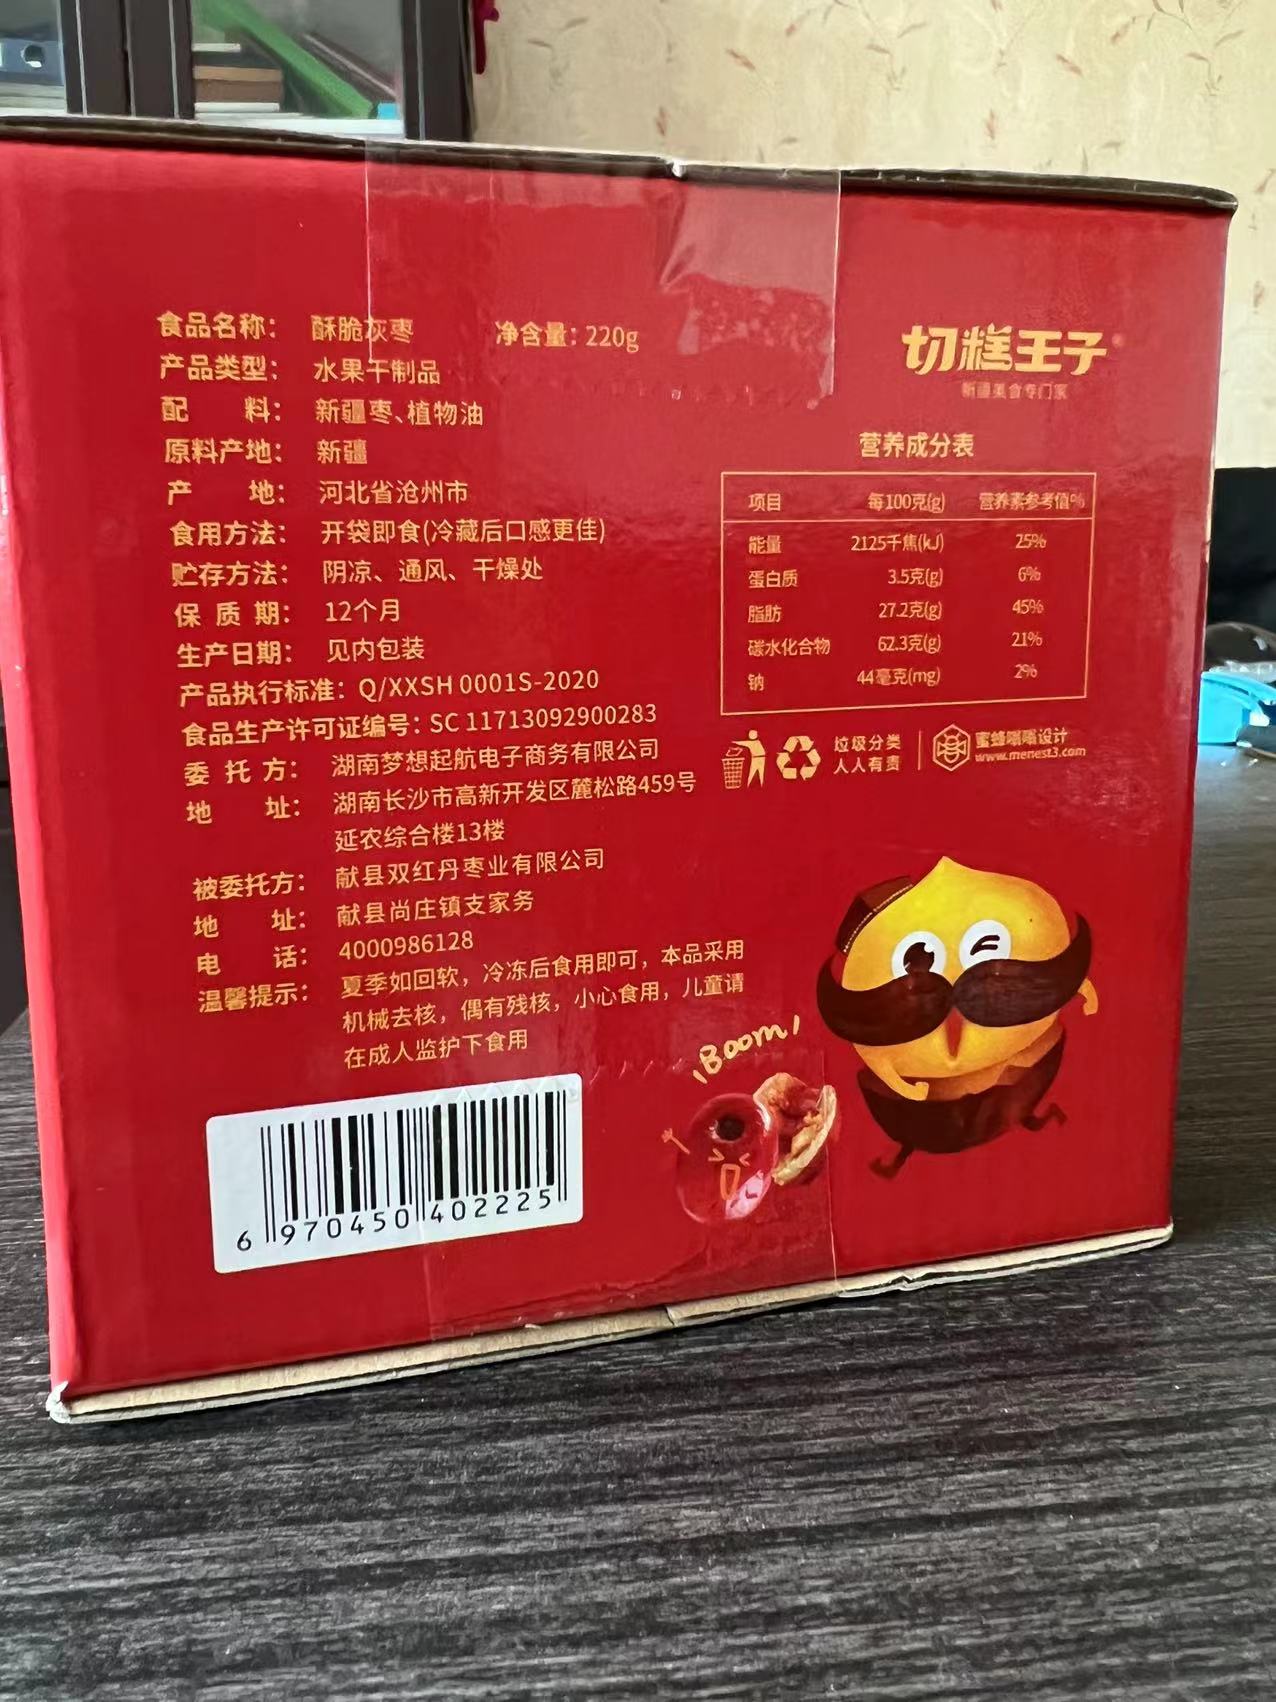 食品名称： 酥脆灰枣 净含量：220g
产品类型： 水果干制品
配 料： 新疆枣、植物油
原料产地： 新疆
产 地： 河北省沧州市
食用方法： 开袋即食(冷藏后口感更佳)
贮存方法： 阴凉、通风、干燥处
保 质 期： 12个月
生产日期： 见内包装
产品执行标准：Q/XXSH 0001S-2020
食品生产许可证编号：SC 11713092900283
委 托 方： 湖南梦想起航电子商务有限公司
地 址： 湖南长沙市高新开发区麓松路459号
延农综合楼13楼
被委托方： 献县双红丹枣业有限公司
地 址： 献县尚庄镇支家务
电 话： 4000986128
温馨提示： 夏季如回软，冷冻后食用即可，本品采用
机械去核，偶有残核，小心食用，儿童请
在成人监护下食用
6 970450 402225
切糕王子
新疆美食专门家
营养成分表
项目 每100克(g) 营养素参考值%
能量 2125千焦(kJ) 25%
蛋白质 3.5克(g) 6%
脂肪 27.2克(g) 45%
碳水化合物 62.3克(g) 21%
钠 44毫克(mg) 2%
垃圾分类
人人有责
蜜蜂嗡嗡设计
www.menest3.com
Boom!